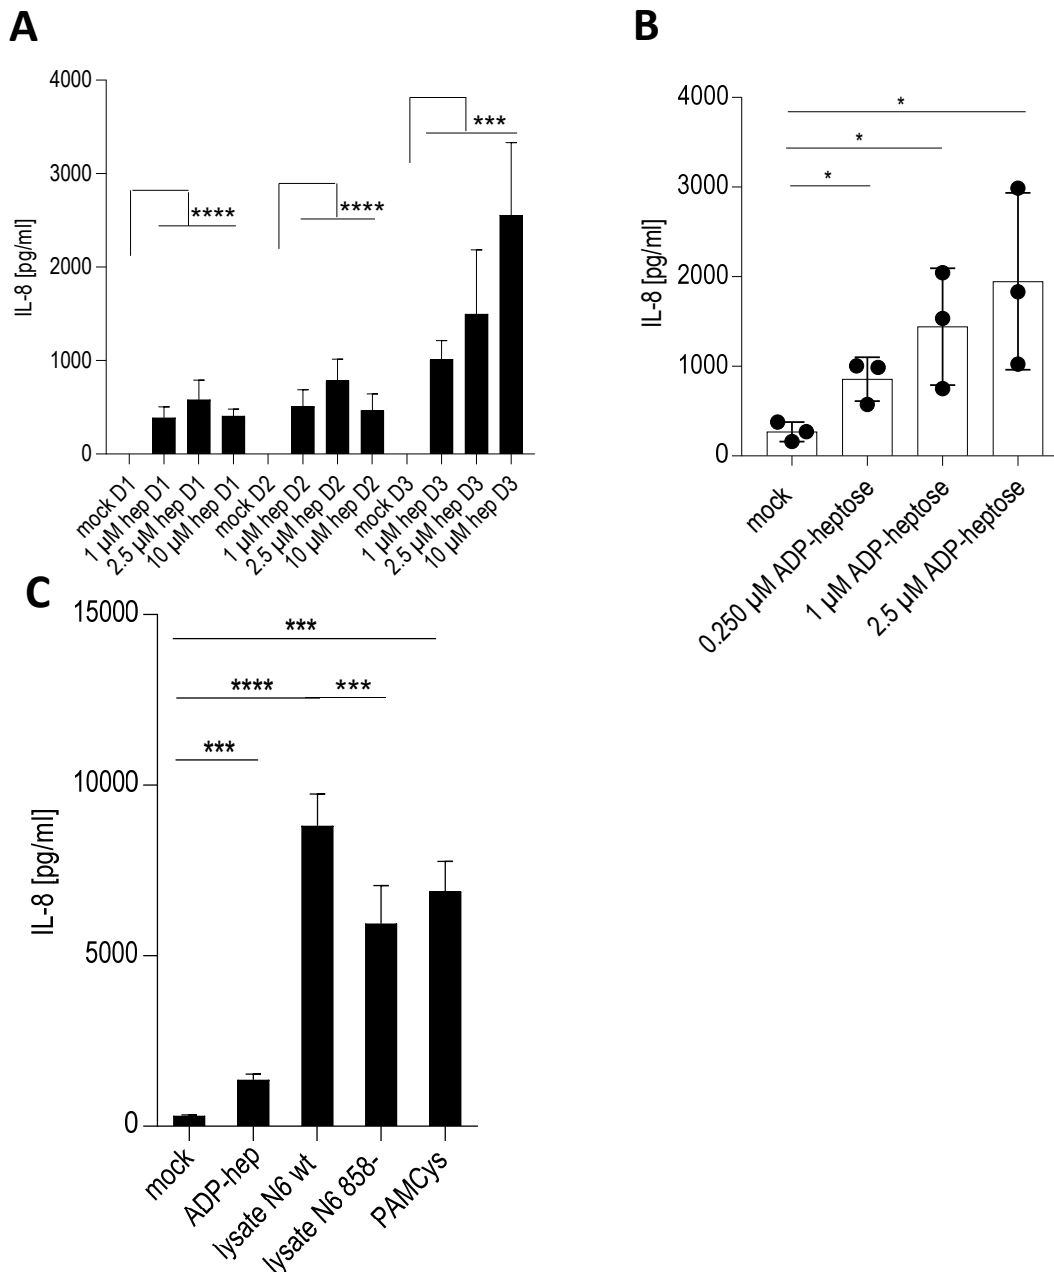 A
IL-8 [pg/ml]
4000
3000
2000
1000
0
****
****
***
mock D1
1 µM hep D1
2.5 µM hep D1
10 µM hep D1
mock D2
1 µM hep D2
2.5 µM hep D2
10 µM hep D2
mock D3
1 µM hep D3
2.5 µM hep D3
10 µM hep D3
B
IL-8 [pg/ml]
4000
3000
2000
1000
0
*
*
*
mock
0.250 µM ADP-heptose
1 µM ADP-heptose
2.5 µM ADP-heptose
C
IL-8 [pg/ml]
15000
10000
5000
0
***
****
***
***
mock
ADP-hep
lysate N6 wt
lysate N6 858-
PAMCys